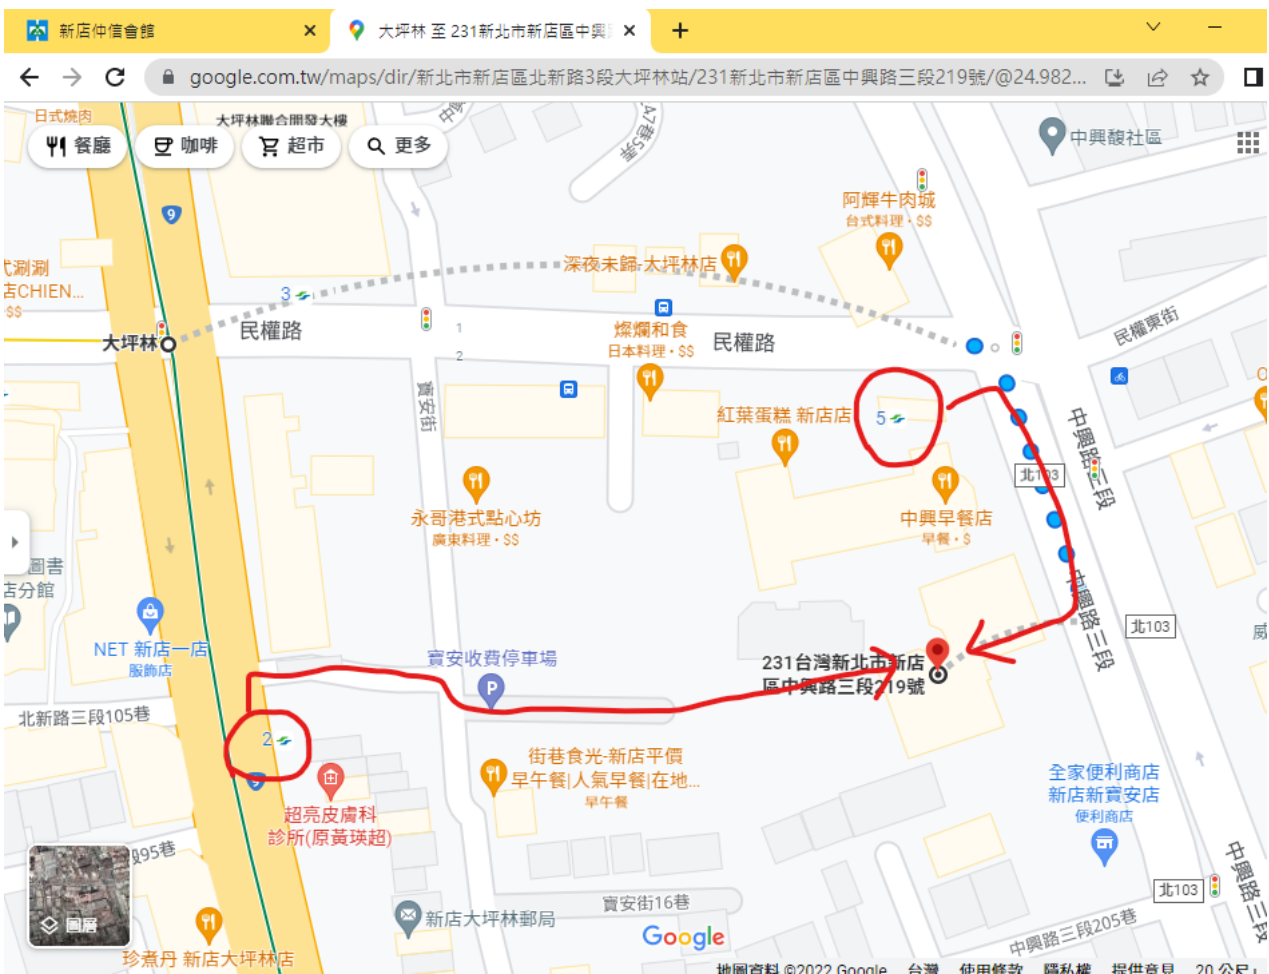 新店仲信會館
大坪林 至 231新北市新店區中興
google.com.tw/maps/dir/新北市新店區北新路3段大坪林站/231新北市新店區中興路三段219號/@24.982...
日式燒肉
大坪林聯合開發大樓
餐廳
咖啡
超市
更多
中興馥社區
9
阿輝牛肉城
台式料理・$$
深夜未歸-大坪林店
店CHIEN...
$$
3
民權路
大坪林
1
2
燦爛和食
日本料理・$$
民權路
民權東街
寶安街
紅葉蛋糕 新店店
5
中興路三段
北103
永哥港式點心坊
廣東料理・$$
中興早餐店
早餐・$
圖書
分館
NET 新店一店
服飾店
中興路三段
北103
寶安收費停車場
P
231台灣新北市新店
區中興路三段219號
北新路三段105巷
2
9
街巷食光-新店平價
早午餐|人氣早餐|在地...
早午餐
超亮皮膚科
診所(原黃瑛超)
全家便利商店
新店新寶安店
便利商店
段95巷
圖層
新店大坪林郵局
寶安街16巷
北103
中興路三段
中興路三段205巷
Google
珍煮丹 新店大坪林店
地圖資料 ©2022 Google 台灣 使用條款 隱私權 提供意見 20 公尺